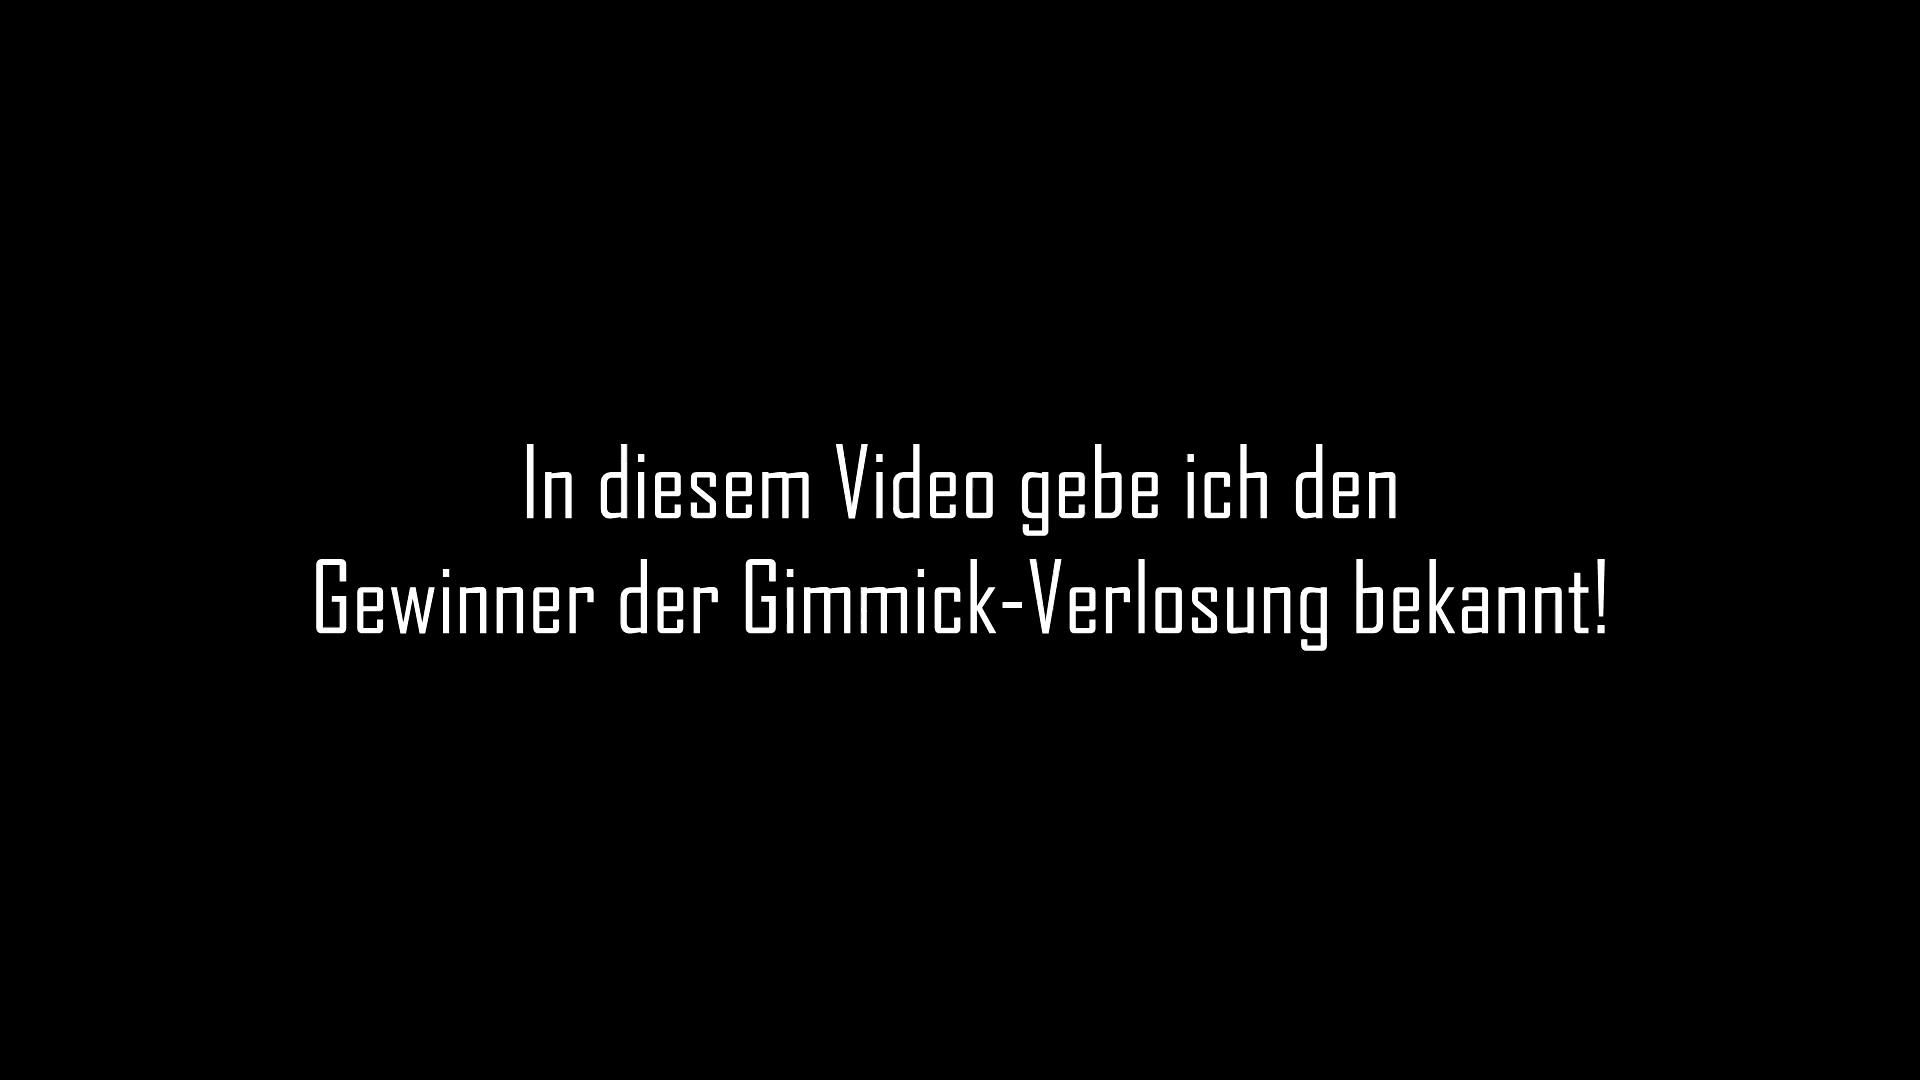 In diesem Video gebe ich den
Gewinner der Gimmick-Verlosung bekannt!